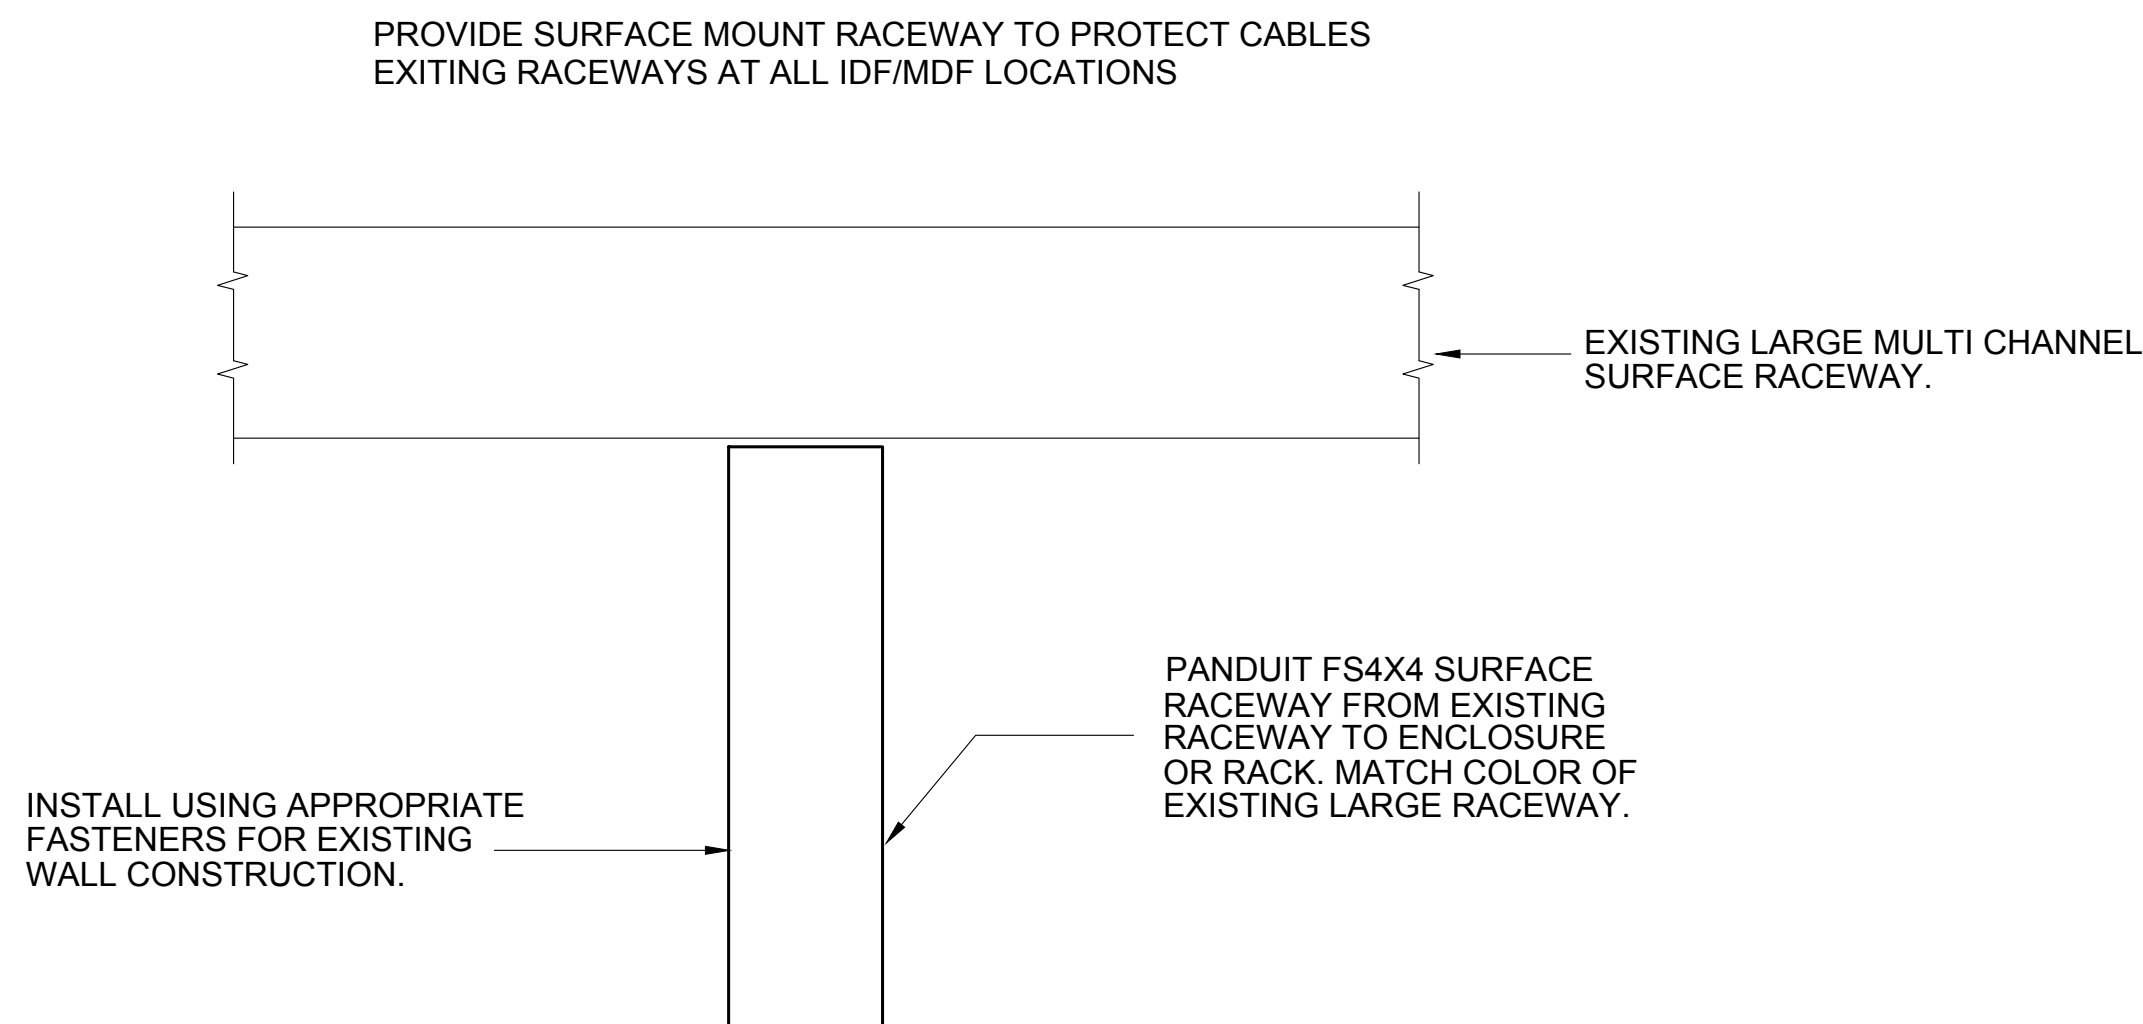 PROVIDE SURFACE MOUNT RACEWAY TO PROTECT CABLES
EXITING RACEWAYS AT ALL IDF/MDF LOCATIONS
EXISTING LARGE MULTI CHANNEL
SURFACE RACEWAY.
PANDUIT FS4X4 SURFACE
RACEWAY FROM EXISTING
RACEWAY TO ENCLOSURE
OR RACK. MATCH COLOR OF
EXISTING LARGE RACEWAY.
INSTALL USING APPROPRIATE
FASTENERS FOR EXISTING
WALL CONSTRUCTION.